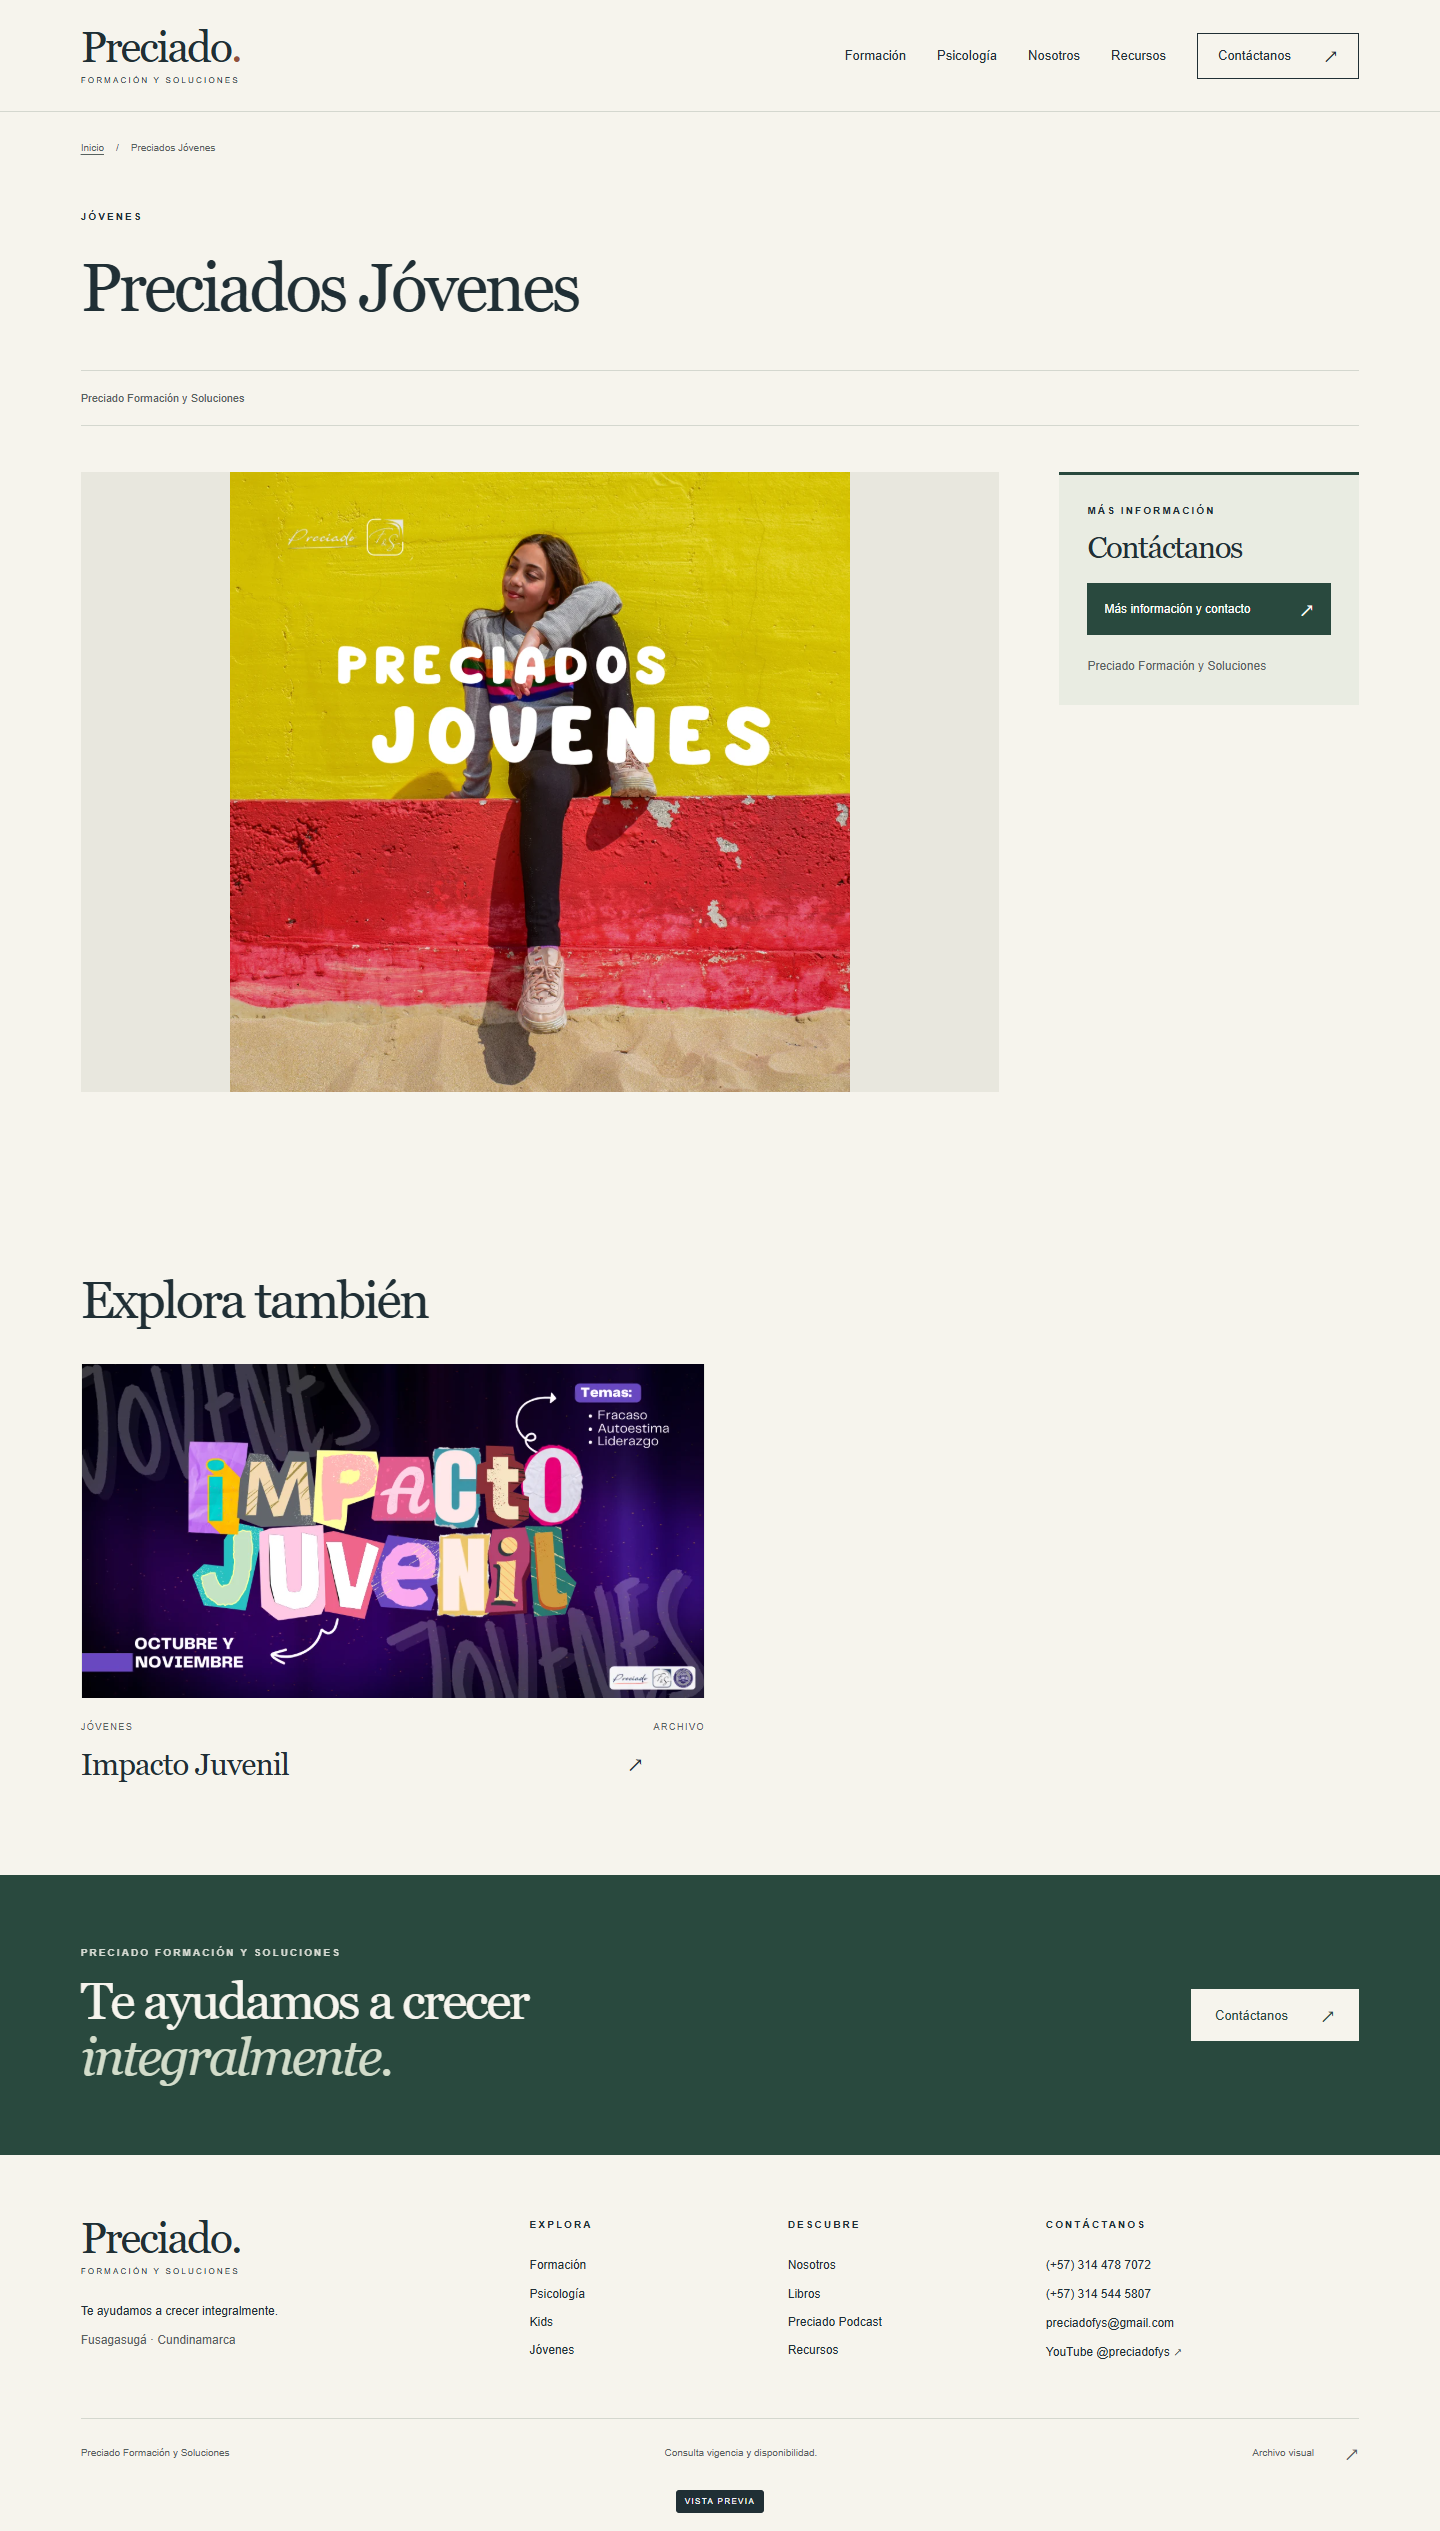 Preciado.
FORMACIÓN Y SOLUCIONES
Formación
Psicología
Nosotros
Recursos
Contáctanos ↗
Inicio / Preciados Jóvenes
JÓVENES
Preciados Jóvenes
Preciado Formación y Soluciones
Preciado FyS
PRECIADOS
JOVENES
MÁS INFORMACIÓN
Contáctanos
Más información y contacto ↗
Preciado Formación y Soluciones
Explora también
JOVENES
Temas:
• Fracaso
• Autoestima
• Liderazgo
iMPACtO
JUVeNiL
JOVENES
OCTUBRE Y
NOVIEMBRE
Preciado
JÓVENES
ARCHIVO
Impacto Juvenil ↗
PRECIADO FORMACIÓN Y SOLUCIONES
Te ayudamos a crecer
integralmente.
Contáctanos ↗
Preciado.
FORMACIÓN Y SOLUCIONES
Te ayudamos a crecer integralmente.
Fusagasugá · Cundinamarca
EXPLORA
Formación
Psicología
Kids
Jóvenes
DESCUBRE
Nosotros
Libros
Preciado Podcast
Recursos
CONTÁCTANOS
(+57) 314 478 7072
(+57) 314 544 5807
preciadofys@gmail.com
YouTube @preciadofys ↗
Preciado Formación y Soluciones
Consulta vigencia y disponibilidad.
Archivo visual ↗
VISTA PREVIA